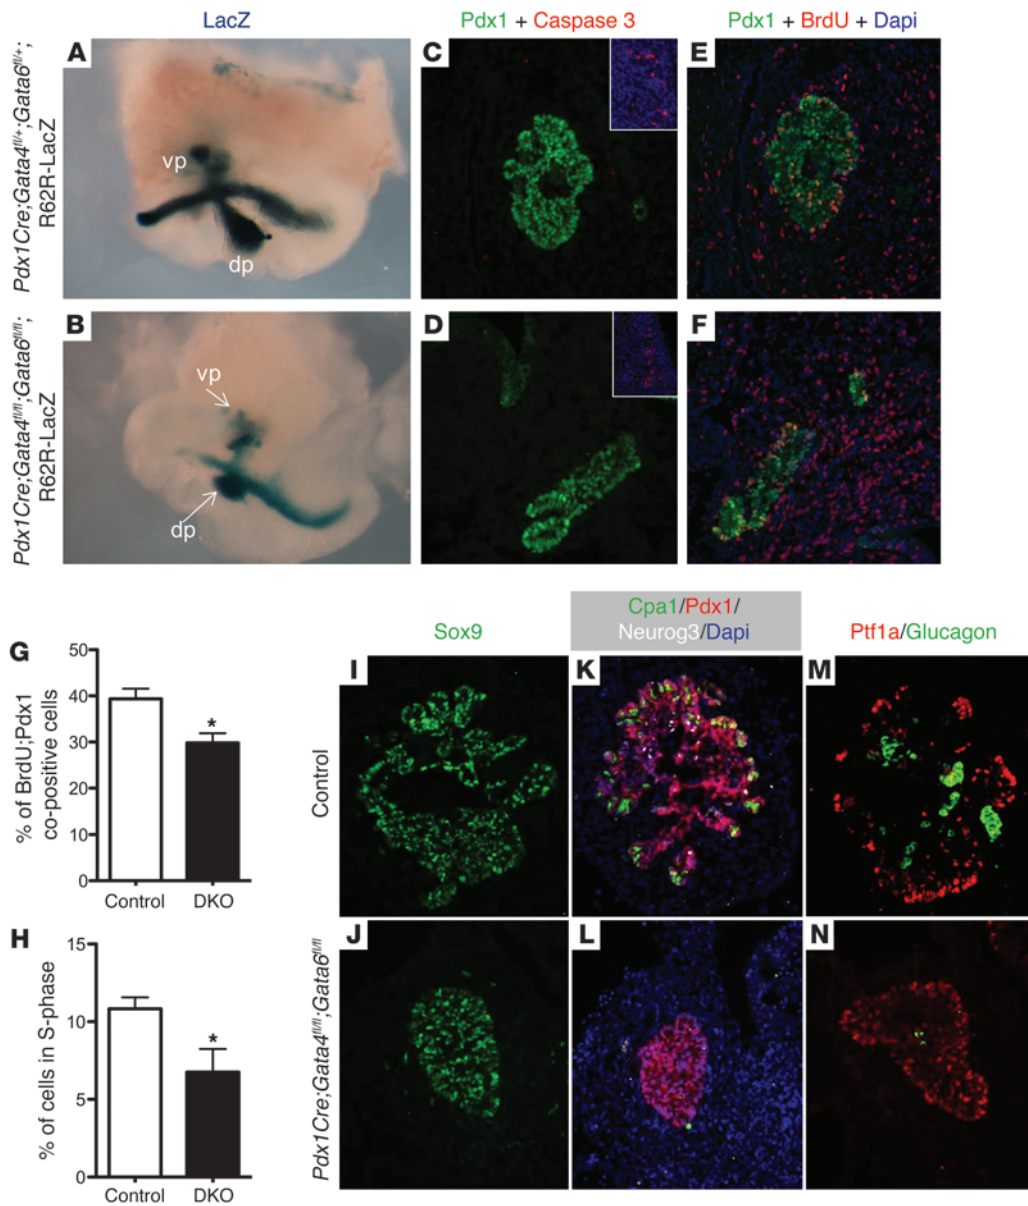 LacZ
Pdx1 + Caspase 3
Pdx1 + BrdU + Dapi
Pdx1Cre;Gata4fl/+;Gata6fl/+;
R62R-LacZ
A
vp
dp
C
E
Pdx1Cre;Gata4fl/fl;Gata6fl/fl;
R62R-LacZ
B
vp
dp
D
F
G
% of BrdU;Pdx1
co-positive cells
50
40
30
20
10
0
*
Control
DKO
H
% of cells in S-phase
15
10
5
0
*
Control
DKO
Sox9
Cpa1/Pdx1/
Neurog3/Dapi
Ptf1a/Glucagon
Control
I
K
M
Pdx1Cre;Gata4fl/fl;Gata6fl/fl
J
L
N